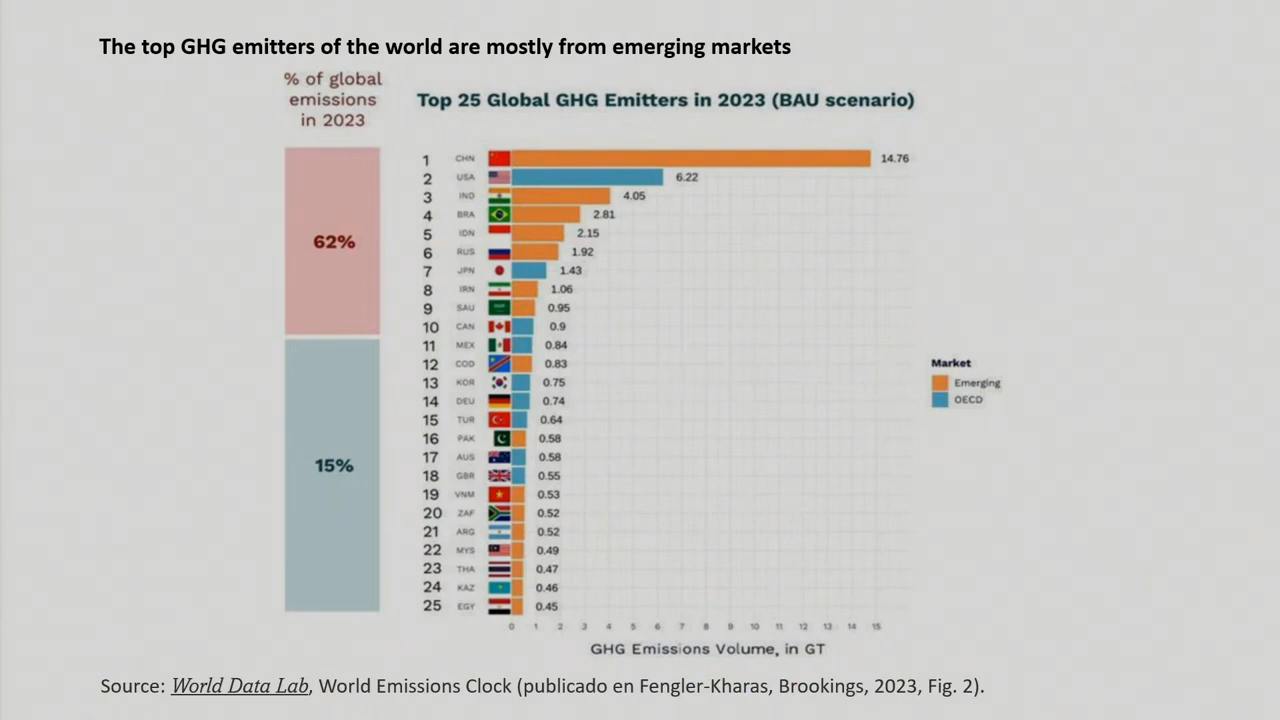 The top GHG emitters of the world are mostly from emerging markets
% of global
emissions
in 2023
Top 25 Global GHG Emitters in 2023 (BAU scenario)
62%
15%
1 CHN 14.76
2 USA 6.22
3 IND 4.05
4 BRA 2.81
5 IDN 2.15
6 RUS 1.92
7 JPN 1.43
8 IRN 1.06
9 SAU 0.95
10 CAN 0.9
11 MEX 0.84
12 COD 0.83
13 KOR 0.75
14 DEU 0.74
15 TUR 0.64
16 PAK 0.58
17 AUS 0.58
18 GBR 0.55
19 VNM 0.53
20 ZAF 0.52
21 ARG 0.52
22 MYS 0.49
23 THA 0.47
24 KAZ 0.46
25 EGY 0.45
Market
Emerging
OECD
0 1 2 3 4 5 6 7 8 9 10 11 12 13 14 15
GHG Emissions Volume, in GT
Source: World Data Lab, World Emissions Clock (publicado en Fengler-Kharas, Brookings, 2023, Fig. 2).